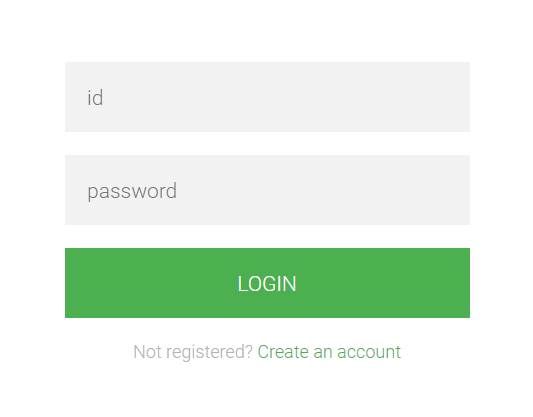 id
password
LOGIN
Not registered? Create an account